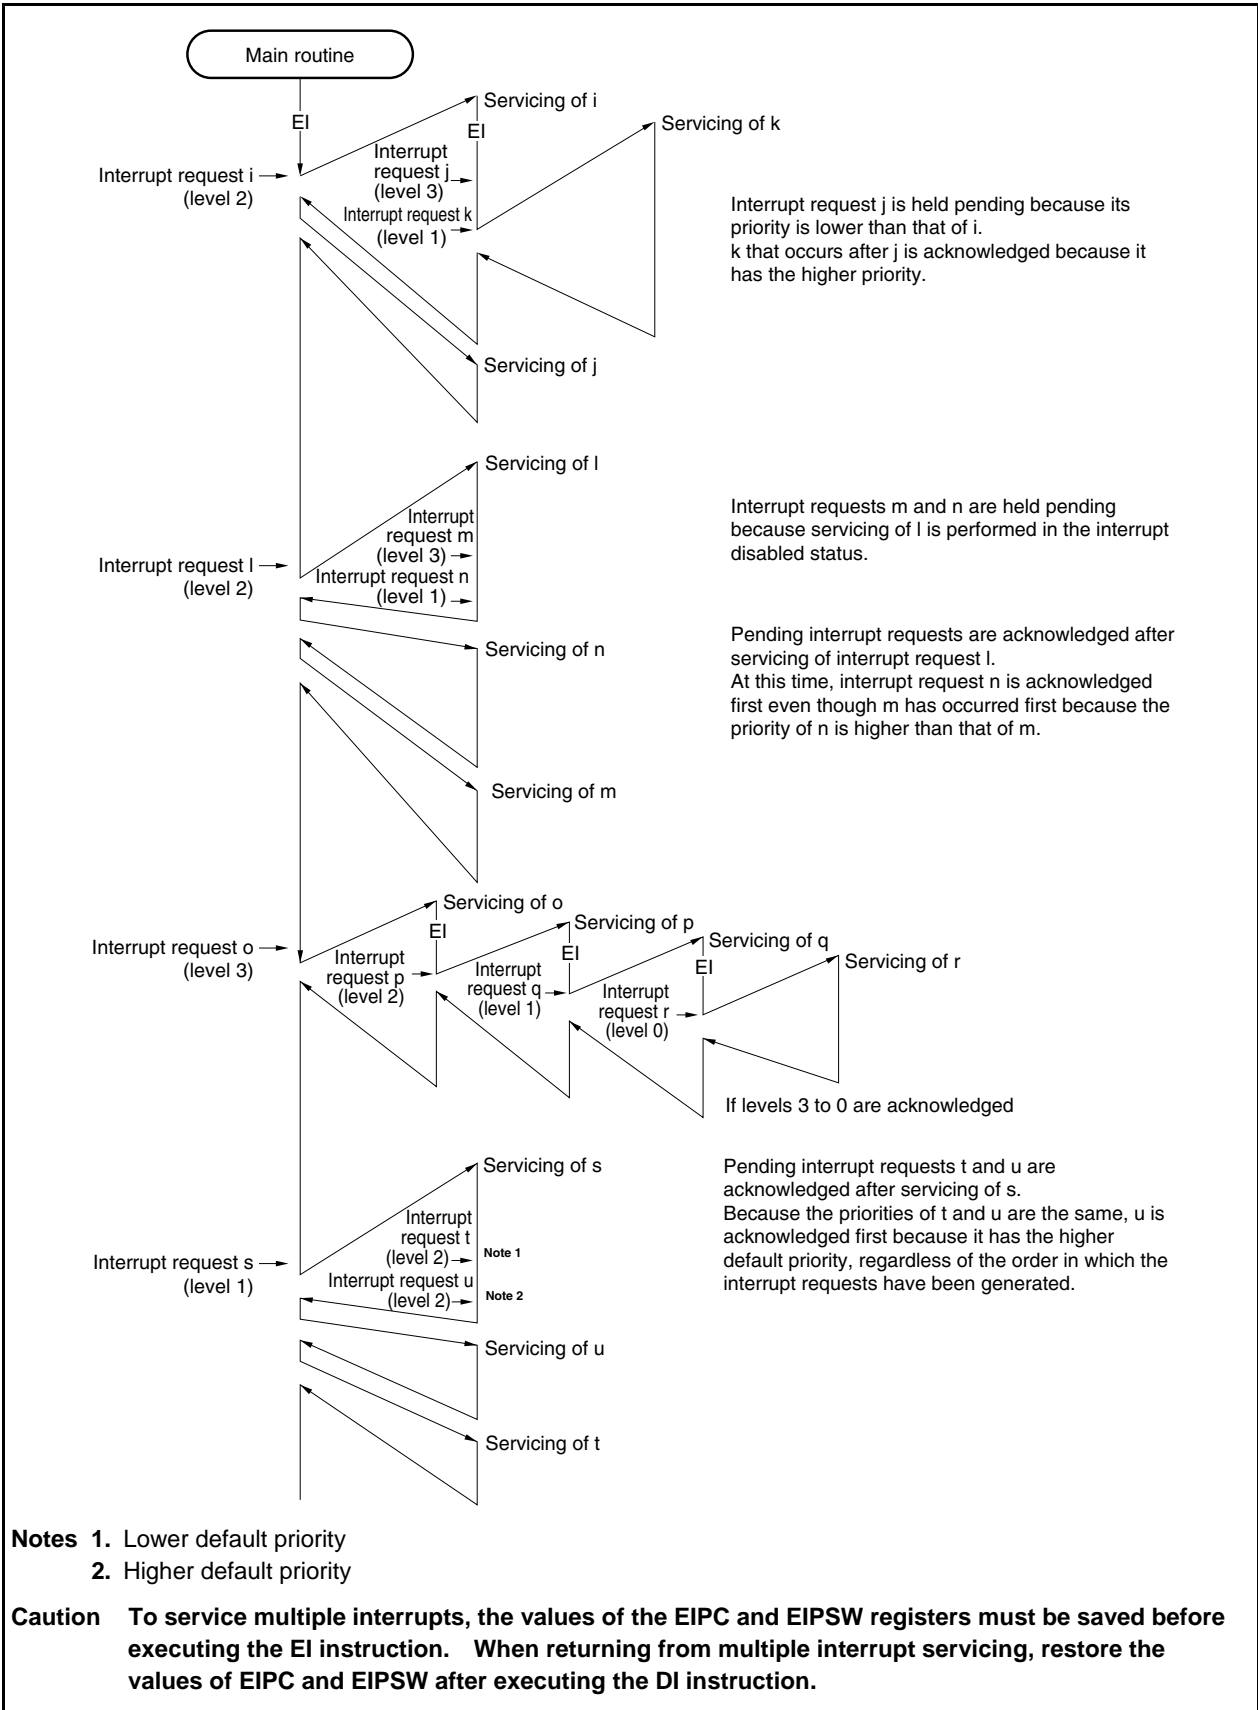 Main routine
EI
Interrupt request i
(level 2)
Servicing of i
EI
Interrupt
request j
(level 3)
Interrupt request k
(level 1)
Servicing of k
Interrupt request j is held pending because its
priority is lower than that of i.
k that occurs after j is acknowledged because it
has the higher priority.
Servicing of j
Servicing of l
Interrupt
request m
(level 3)
Interrupt request n
(level 1)
Interrupt request l
(level 2)
Interrupt requests m and n are held pending
because servicing of l is performed in the interrupt
disabled status.
Servicing of n
Pending interrupt requests are acknowledged after
servicing of interrupt request l.
At this time, interrupt request n is acknowledged
first even though m has occurred first because the
priority of n is higher than that of m.
Servicing of m
Interrupt request o
(level 3)
Servicing of o
EI
Interrupt
request p
(level 2)
Servicing of p
EI
Interrupt
request q
(level 1)
Servicing of q
EI
Interrupt
request r
(level 0)
Servicing of r
If levels 3 to 0 are acknowledged
Servicing of s
Interrupt
request t
(level 2)
Note 1
Interrupt request u
(level 2)
Note 2
Interrupt request s
(level 1)
Pending interrupt requests t and u are
acknowledged after servicing of s.
Because the priorities of t and u are the same, u is
acknowledged first because it has the higher
default priority, regardless of the order in which the
interrupt requests have been generated.
Servicing of u
Servicing of t
Notes 1. Lower default priority
2. Higher default priority
Caution To service multiple interrupts, the values of the EIPC and EIPSW registers must be saved before
executing the EI instruction. When returning from multiple interrupt servicing, restore the
values of EIPC and EIPSW after executing the DI instruction.